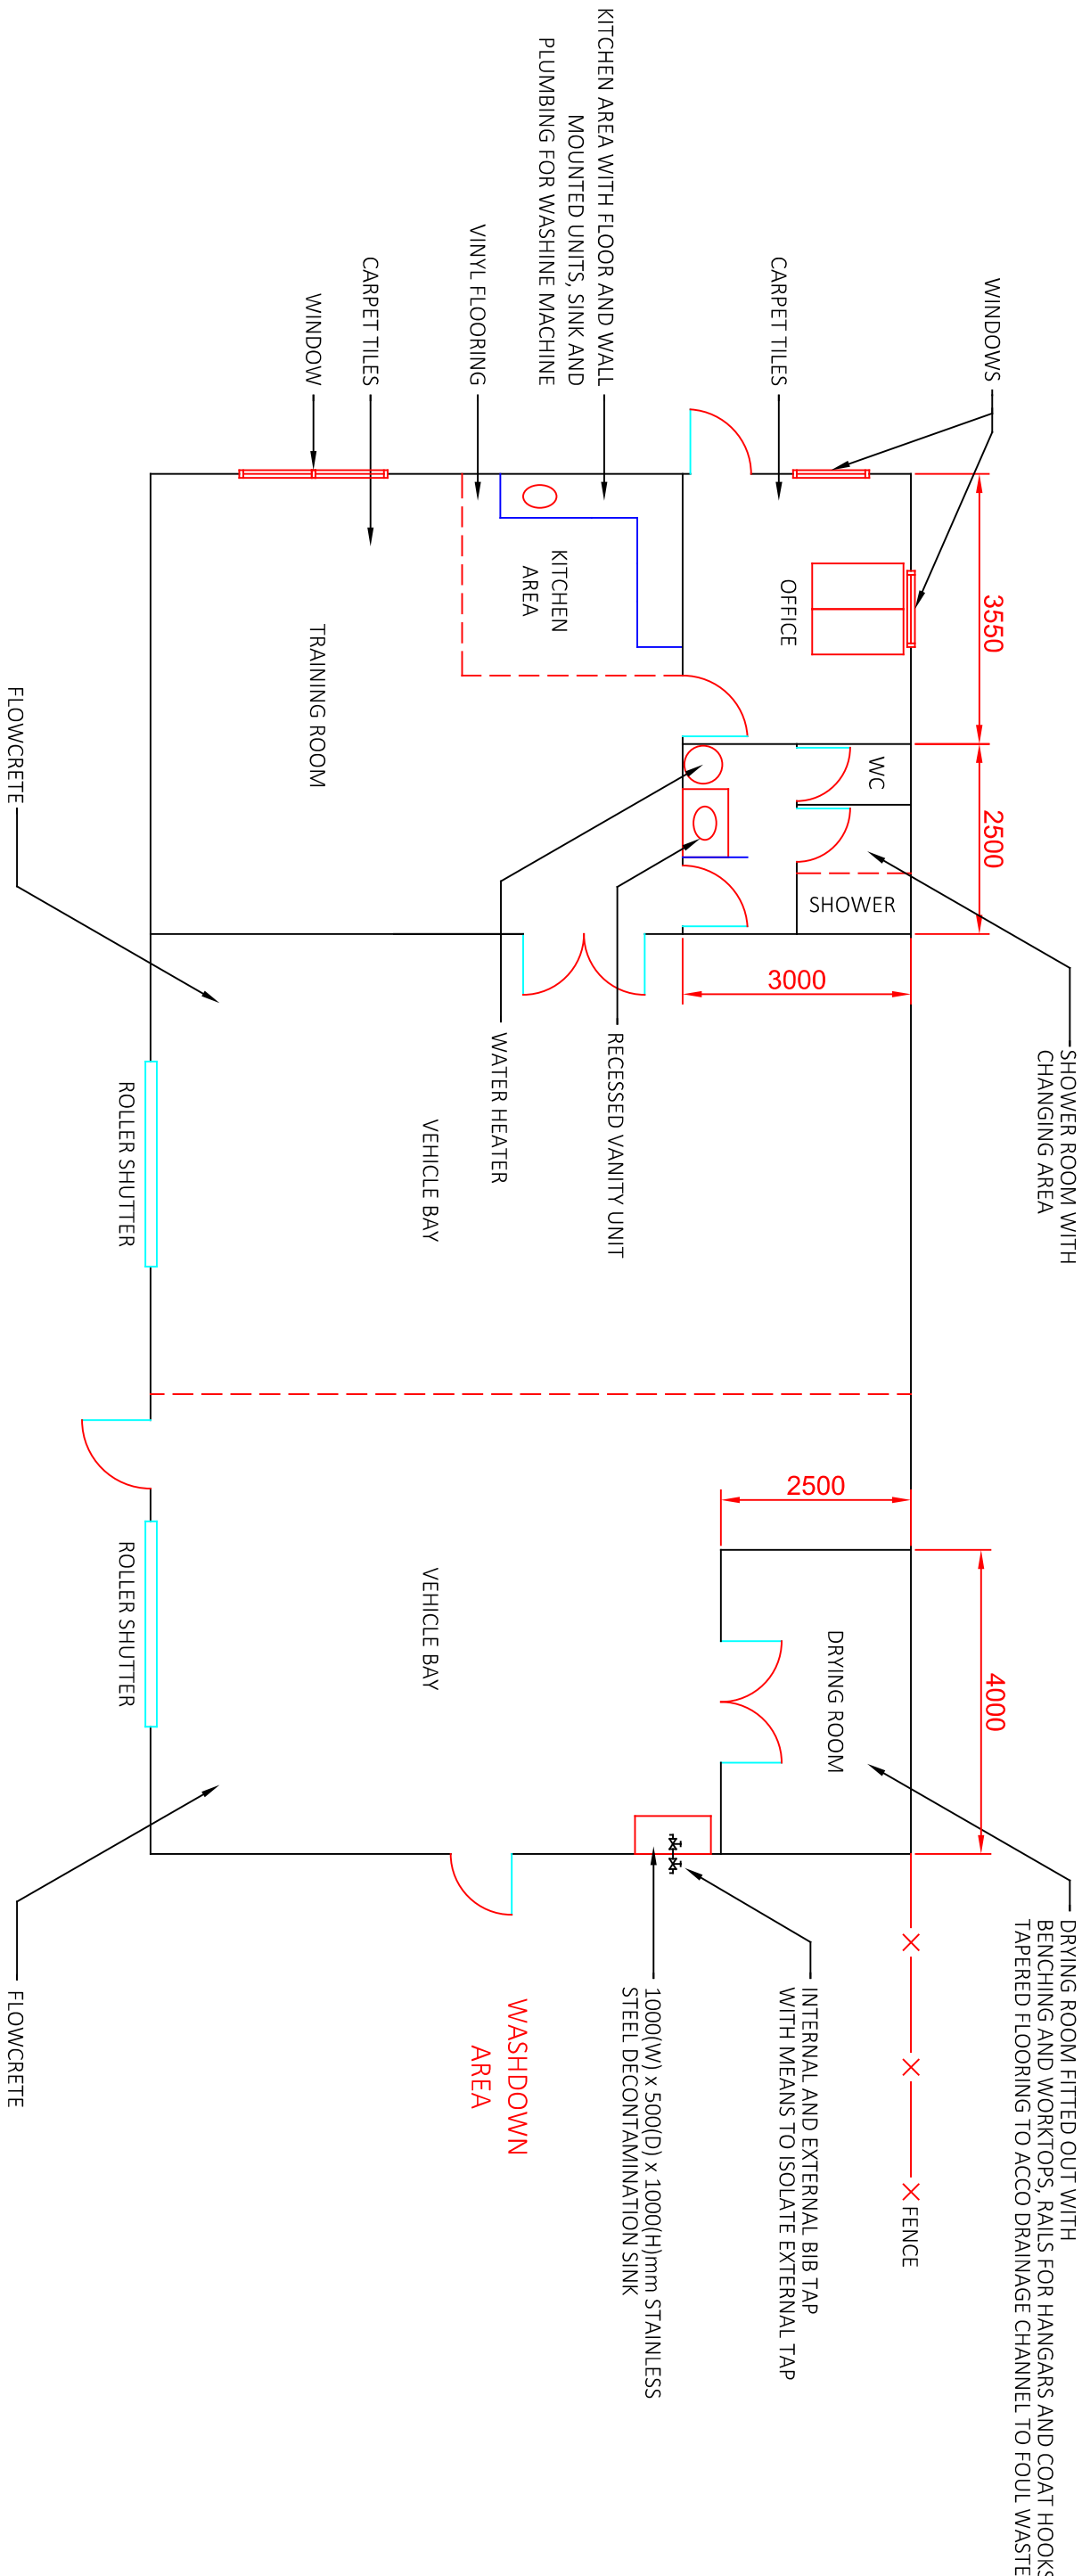 WINDOWS
CARPET TILES
KITCHEN AREA WITH FLOOR AND WALL
MOUNTED UNITS, SINK AND
PLUMBING FOR WASHINE MACHINE
VINYL FLOORING
CARPET TILES
WINDOW
3550
2500
OFFICE
WC
SHOWER
KITCHEN
AREA
TRAINING ROOM
FLOWCRETE
SHOWER ROOM WITH
CHANGING AREA
3000
RECESSED VANITY UNIT
WATER HEATER
VEHICLE BAY
ROLLER SHUTTER
2500
4000
DRYING ROOM
VEHICLE BAY
ROLLER SHUTTER
DRYING ROOM FITTED OUT WITH
BENCHING AND WORKTOPS, RAILS FOR HANGARS AND COAT HOOKS
TAPERED FLOORING TO ACCO DRAINAGE CHANNEL TO FOUL WASTE
FENCE
INTERNAL AND EXTERNAL BIB TAP
WITH MEANS TO ISOLATE EXTERNAL TAP
1000(W) x 500(D) x 1000(H)mm STAINLESS
STEEL DECONTAMINATION SINK
WASHDOWN
AREA
FLOWCRETE